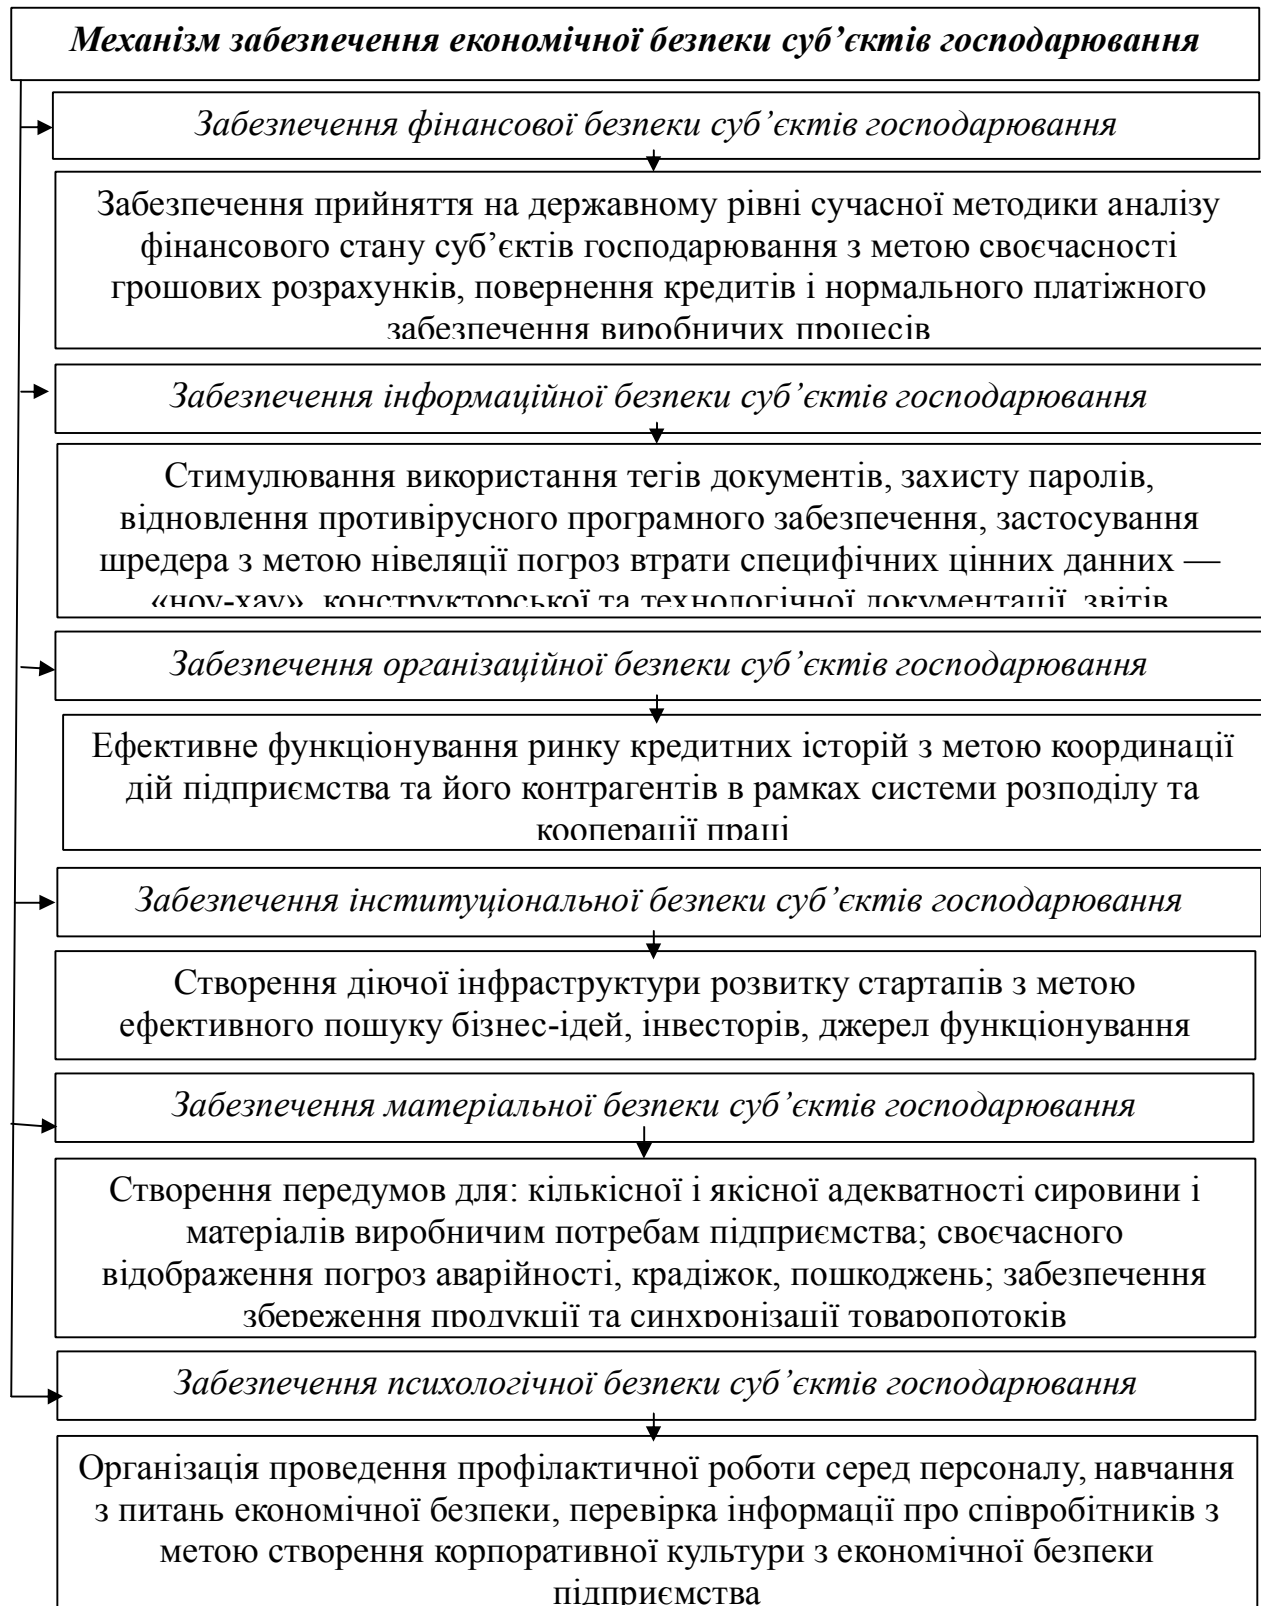 Механізм забезпечення економічної безпеки суб’єктів господарювання
Забезпечення фінансової безпеки суб’єктів господарювання
Забезпечення прийняття на державному рівні сучасної методики аналізу
фінансового стану суб’єктів господарювання з метою своєчасності
грошових розрахунків, повернення кредитів і нормального платіжного
забезпечення виробничих процесів
Забезпечення інформаційної безпеки суб’єктів господарювання
Стимулювання використання тегів документів, захисту паролів,
відновлення противірусного програмного забезпечення, застосування
шредера з метою нівеляції погроз втрати специфічних цінних данних —
«ноу-хау», конструкторської та технологічної документації, звітів
Забезпечення організаційної безпеки суб’єктів господарювання
Ефективне функціонування ринку кредитних історій з метою координації
дій підприємства та його контрагентів в рамках системи розподілу та
кооперації праці
Забезпечення інституціональної безпеки суб’єктів господарювання
Створення діючої інфраструктури розвитку стартапів з метою
ефективного пошуку бізнес-ідей, інвесторів, джерел функціонування
Забезпечення матеріальної безпеки суб’єктів господарювання
Створення передумов для: кількісної і якісної адекватності сировини і
матеріалів виробничим потребам підприємства; своєчасного
відображення погроз аварійності, крадіжок, пошкоджень; забезпечення
збереження продукції та синхронізації товаропотоків
Забезпечення психологічної безпеки суб’єктів господарювання
Організація проведення профілактичної роботи серед персоналу, навчання
з питань економічної безпеки, перевірка інформації про співробітників з
метою створення корпоративної культури з економічної безпеки
підприємства